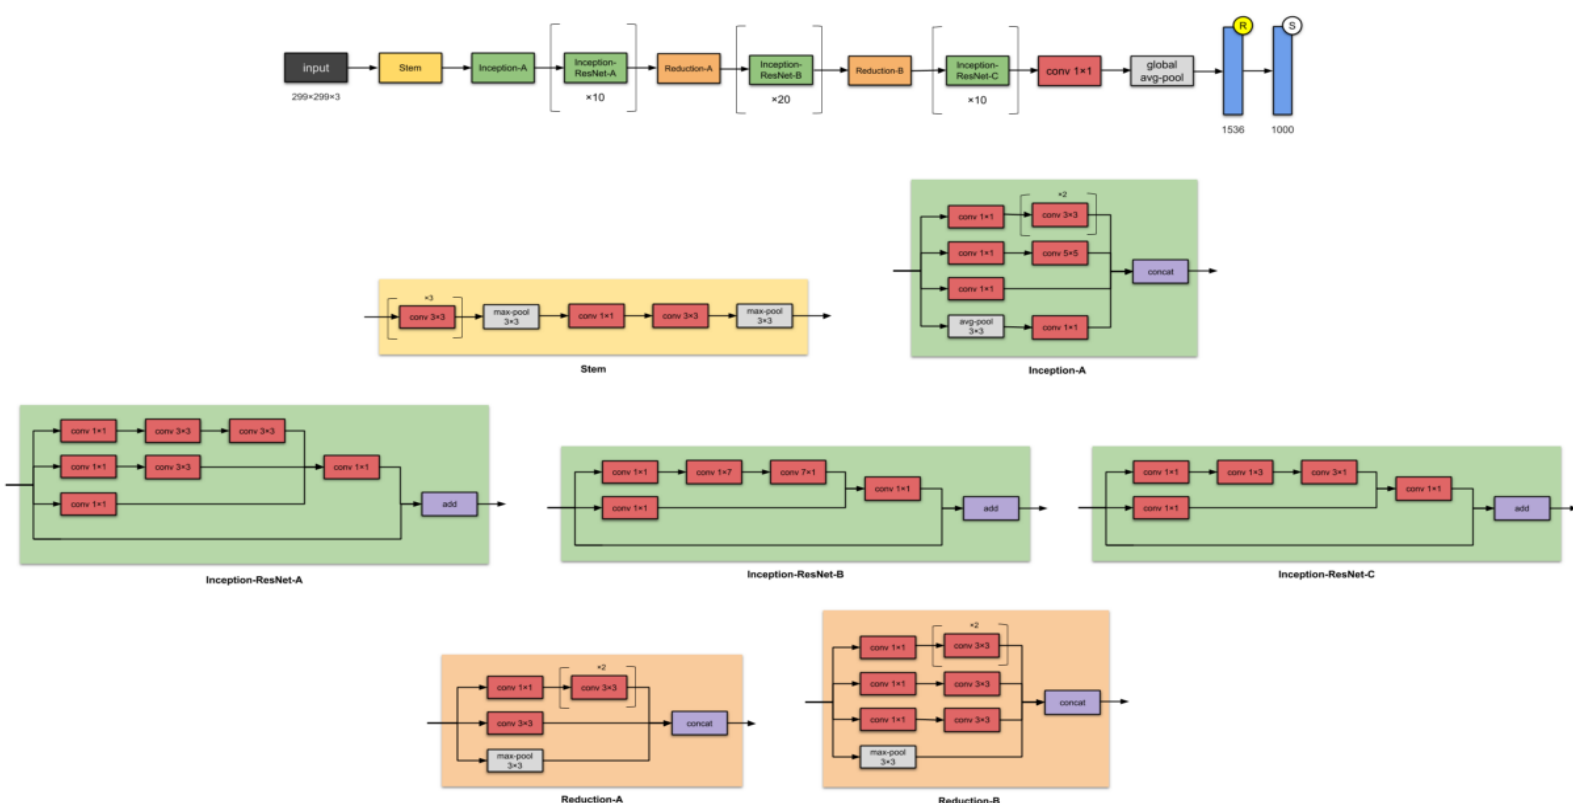 input
299×299×3
Stem
Inception-A
Inception-
ResNet-A
×10
Reduction-A
Inception-
ResNet-B
×20
Reduction-B
Inception-
ResNet-C
×10
conv 1×1
global
avg-pool
R
1536
S
1000
×3
conv 3×3
max-pool
3×3
conv 1×1
conv 3×3
max-pool
3×3
Stem
×2
conv 1×1
conv 3×3
conv 1×1
conv 5×5
conv 1×1
avg-pool
3×3
conv 1×1
concat
Inception-A
conv 1×1
conv 3×3
conv 3×3
conv 1×1
conv 3×3
conv 1×1
conv 1×1
add
Inception-ResNet-A
conv 1×1
conv 1×7
conv 7×1
conv 1×1
conv 1×1
add
Inception-ResNet-B
conv 1×1
conv 1×3
conv 3×1
conv 1×1
conv 1×1
add
Inception-ResNet-C
×2
conv 1×1
conv 3×3
conv 3×3
max-pool
3×3
concat
Reduction-A
×2
conv 1×1
conv 3×3
conv 1×1
conv 3×3
conv 1×1
conv 3×3
max-pool
3×3
concat
Reduction-B